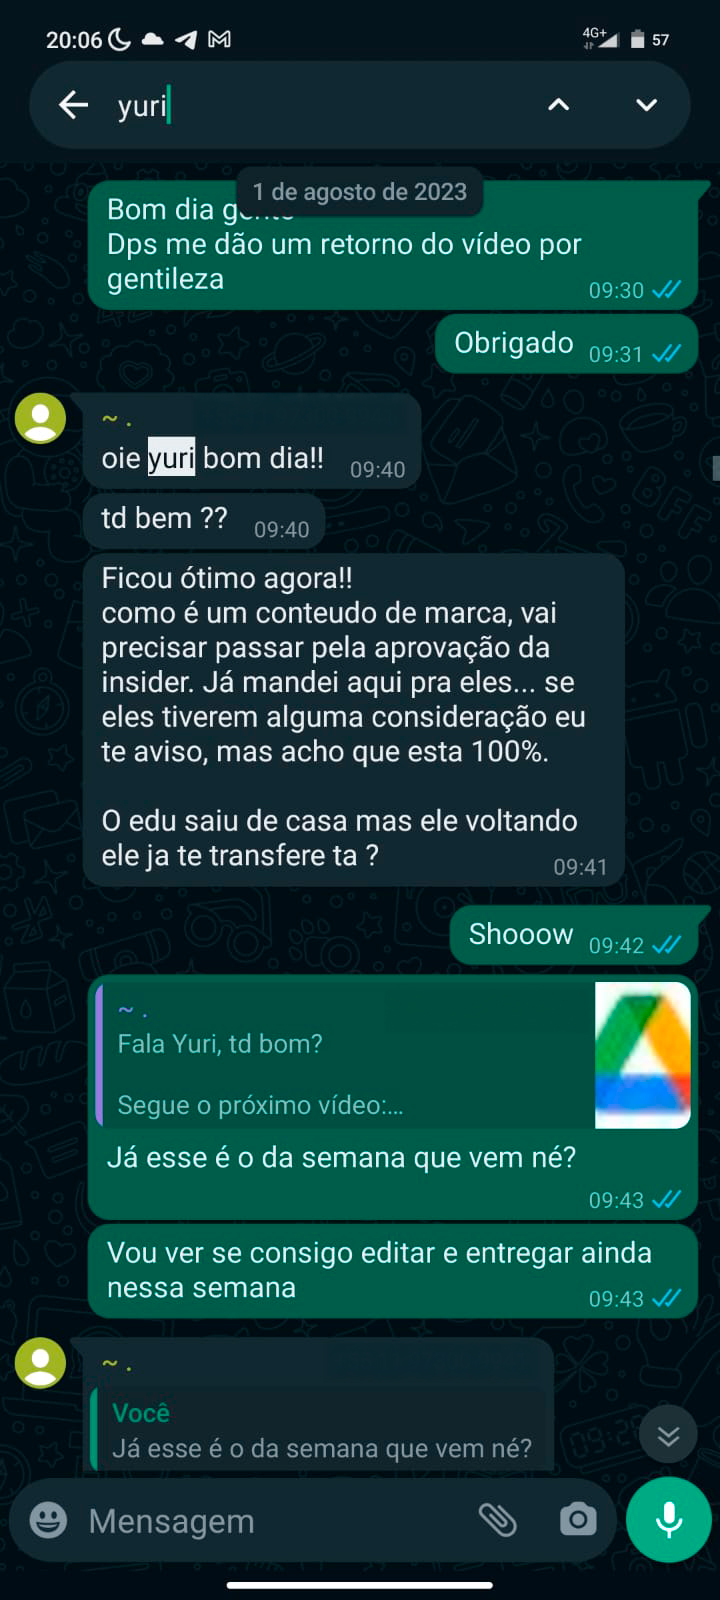 20:06
4G+
57
yuri
1 de agosto de 2023
Bom dia
Dps me dão um retorno do vídeo por
gentileza
09:30
Obrigado 09:31
~ .
oie yuri bom dia!! 09:40
td bem ?? 09:40
Ficou ótimo agora!!
como é um conteudo de marca, vai
precisar passar pela aprovação da
insider. Já mandei aqui pra eles... se
eles tiverem alguma consideração eu
te aviso, mas acho que esta 100%.
O edu saiu de casa mas ele voltando
ele ja te transfere ta ?
09:41
Shooow 09:42
~ .
Fala Yuri, td bom?
Segue o próximo vídeo:...
Já esse é o da semana que vem né?
09:43
Vou ver se consigo editar e entregar ainda
nessa semana
09:43
~ .
Você
Já esse é o da semana que vem né?
Mensagem